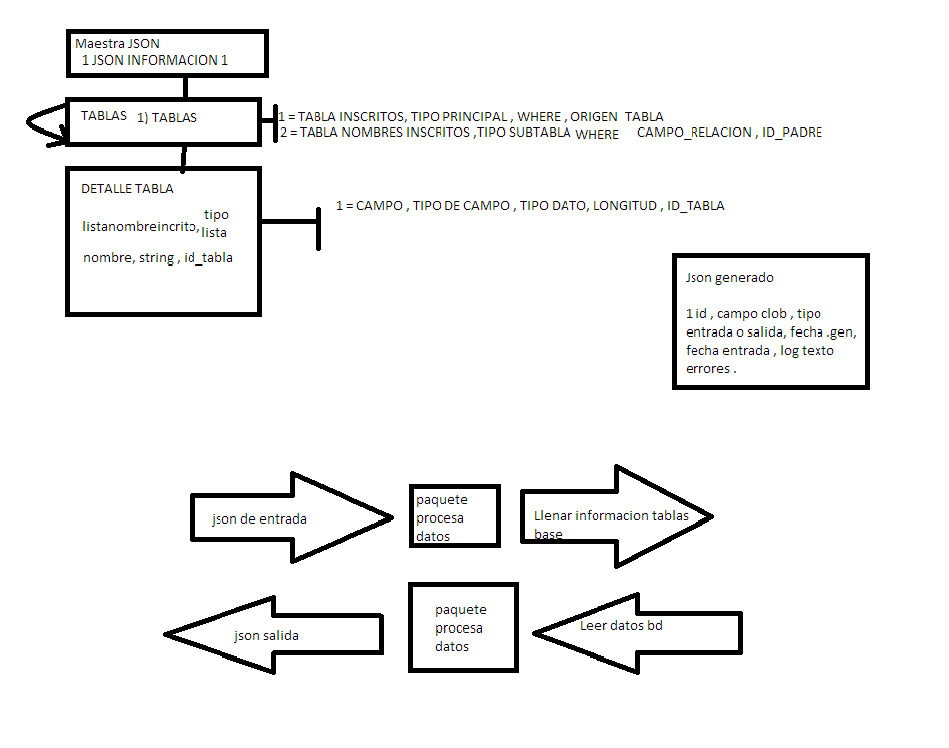 Maestra JSON
1 JSON INFORMACION 1
TABLAS 1) TABLAS
1 = TABLA INSCRITOS, TIPO PRINCIPAL , WHERE , ORIGEN TABLA
2 = TABLA NOMBRES INSCRITOS ,TIPO SUBTABLA WHERE CAMPO_RELACION , ID_PADRE
DETALLE TABLA
listanombreincrito, tipo lista
nombre, string , id_tabla
1 = CAMPO , TIPO DE CAMPO , TIPO DATO, LONGITUD , ID_TABLA
Json generado
1 id , campo clob , tipo
entrada o salida, fecha .gen,
fecha entrada , log texto
errores .
json de entrada
paquete
procesa
datos
Llenar informacion tablas
base
json salida
paquete
procesa
datos
Leer datos bd